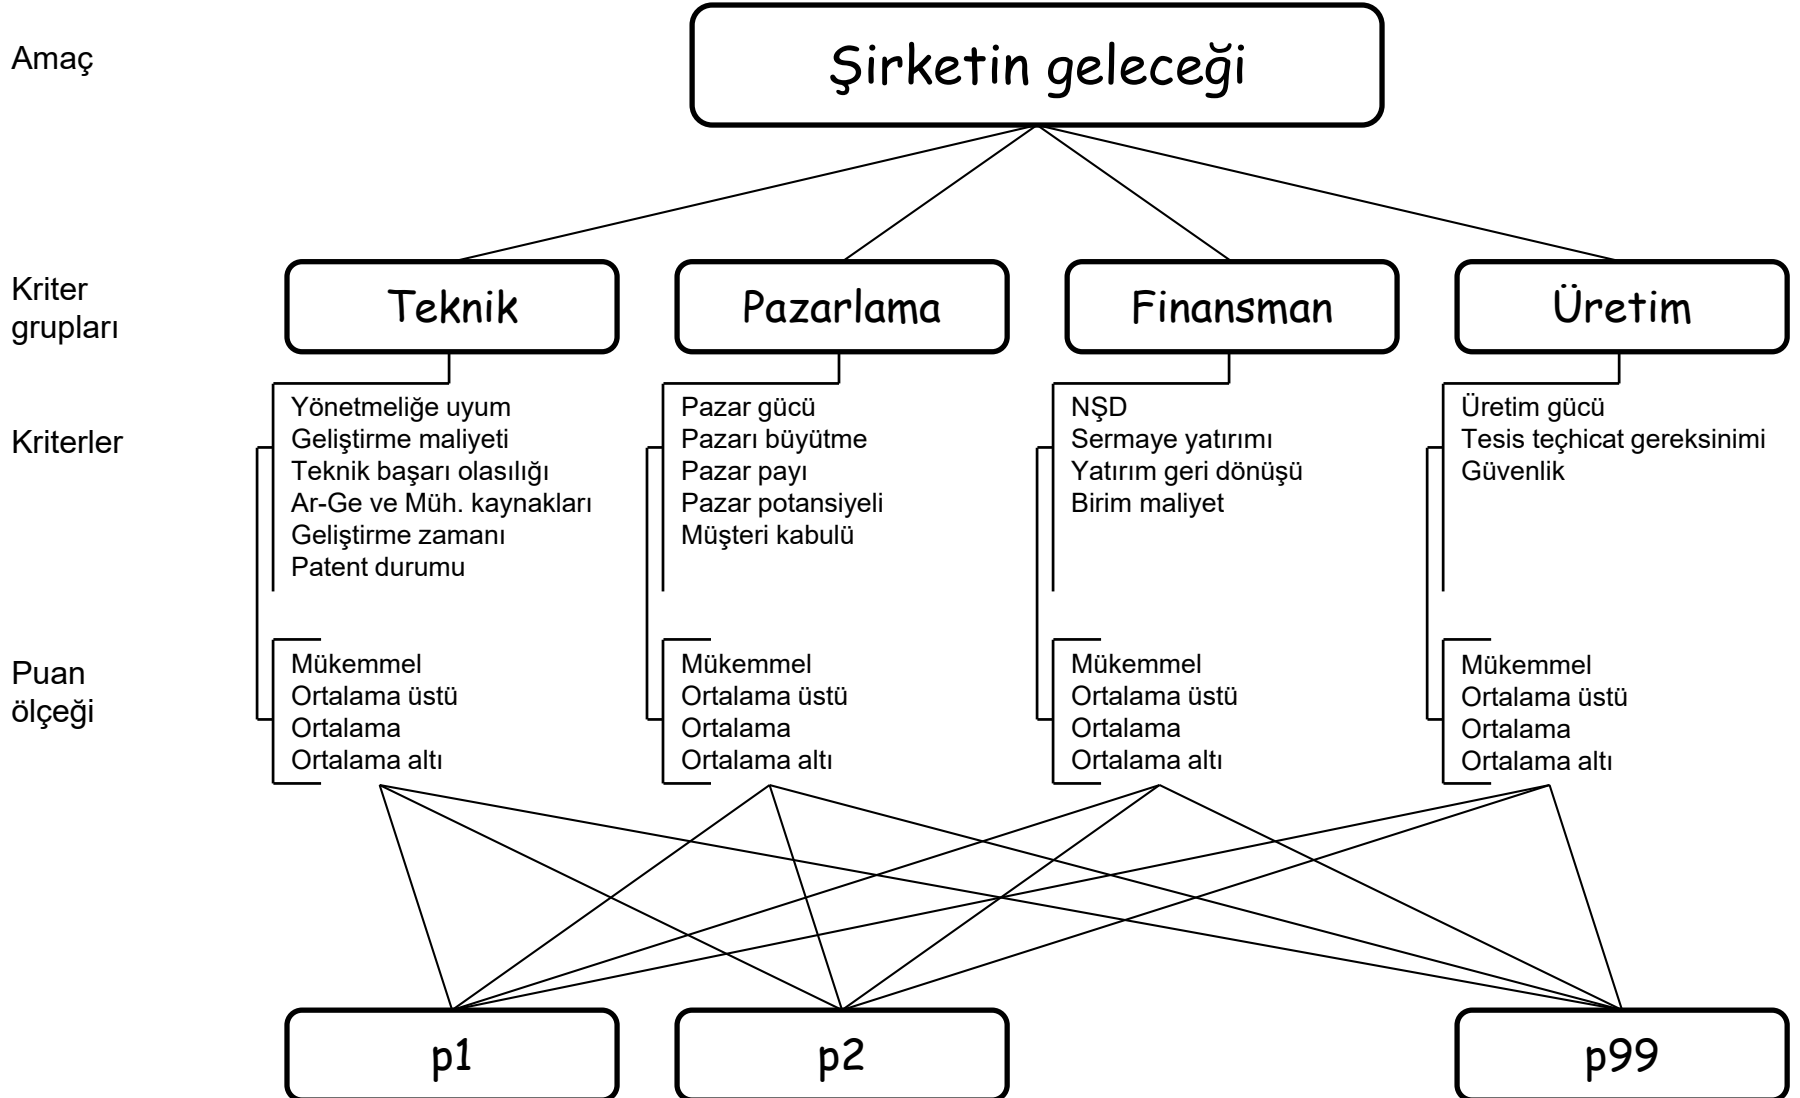 Amaç
Şirketin geleceği
Kriter
grupları
Teknik
Pazarlama
Finansman
Üretim
Kriterler
Yönetmeliğe uyum
Geliştirme maliyeti
Teknik başarı olasılığı
Ar-Ge ve Müh. kaynakları
Geliştirme zamanı
Patent durumu
Pazar gücü
Pazarı büyütme
Pazar payı
Pazar potansiyeli
Müşteri kabulü
NŞD
Sermaye yatırımı
Yatırım geri dönüşü
Birim maliyet
Üretim gücü
Tesis teçhicat gereksinimi
Güvenlik
Puan
ölçeği
Mükemmel
Ortalama üstü
Ortalama
Ortalama altı
Mükemmel
Ortalama üstü
Ortalama
Ortalama altı
Mükemmel
Ortalama üstü
Ortalama
Ortalama altı
Mükemmel
Ortalama üstü
Ortalama
Ortalama altı
p1
p2
p99